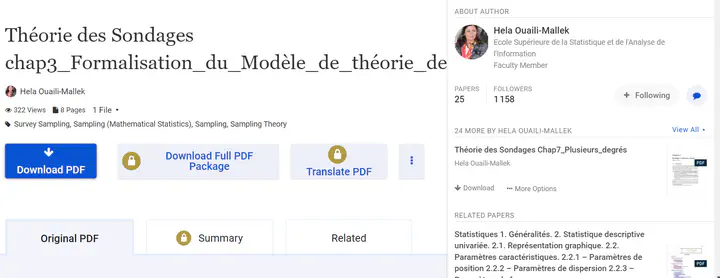 Théorie des Sondages
chap3_Formalisation_du_Modèle_de_théorie_de
Hela Ouaili-Mallek
322 Views 8 Pages 1 File
Survey Sampling, Sampling (Mathematical Statistics), Sampling, Sampling Theory
Download PDF
Download Full PDF
Package
Translate PDF
Original PDF
Summary
Related
ABOUT AUTHOR
Hela Ouaili-Mallek
Ecole Supérieure de la Statistique et de l'Analyse de
l'Information
Faculty Member
PAPERS
25
FOLLOWERS
1 158
+ Following
24 MORE BY HELA OUAILI-MALLEK
View All
Théorie des Sondages Chap7_Plusieurs_degrés
Hela Ouaili-Mallek
PDF
Download
More Options
RELATED PAPERS
Statistiques 1. Généralités. 2. Statistique descriptive
univariée. 2.1. Représentation graphique. 2.2.
Paramètres caractéristiques. 2.2.1 – Paramètres de
position 2.2.2 – Paramètres de dispersion 2.2.3 –
PDF